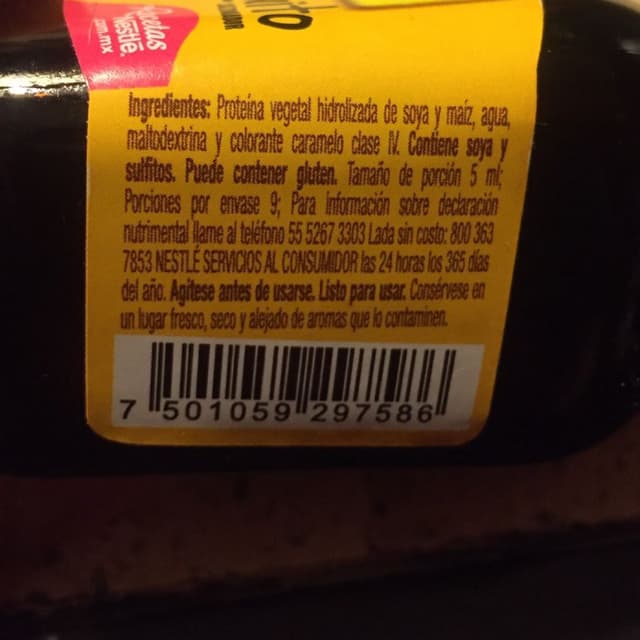 Recetas
Nestlé.
com.mx
Ingredientes: Proteína vegetal hidrolizada de soya y maíz, agua,
maltodextrina y colorante caramelo clase IV. Contiene soya y
sulfitos. Puede contener gluten. Tamaño de porción 5 ml;
Porciones por envase 9; Para Información sobre declaración
nutrimental llame al teléfono 55 5267 3303 Lada sin costo: 800 363
7853 NESTLÉ SERVICIOS AL CONSUMIDOR las 24 horas los 365 días
del año. Agítese antes de usarse. Listo para usar. Consérvese en
un lugar fresco, seco y alejado de aromas que lo contaminen.
7 501059 297586